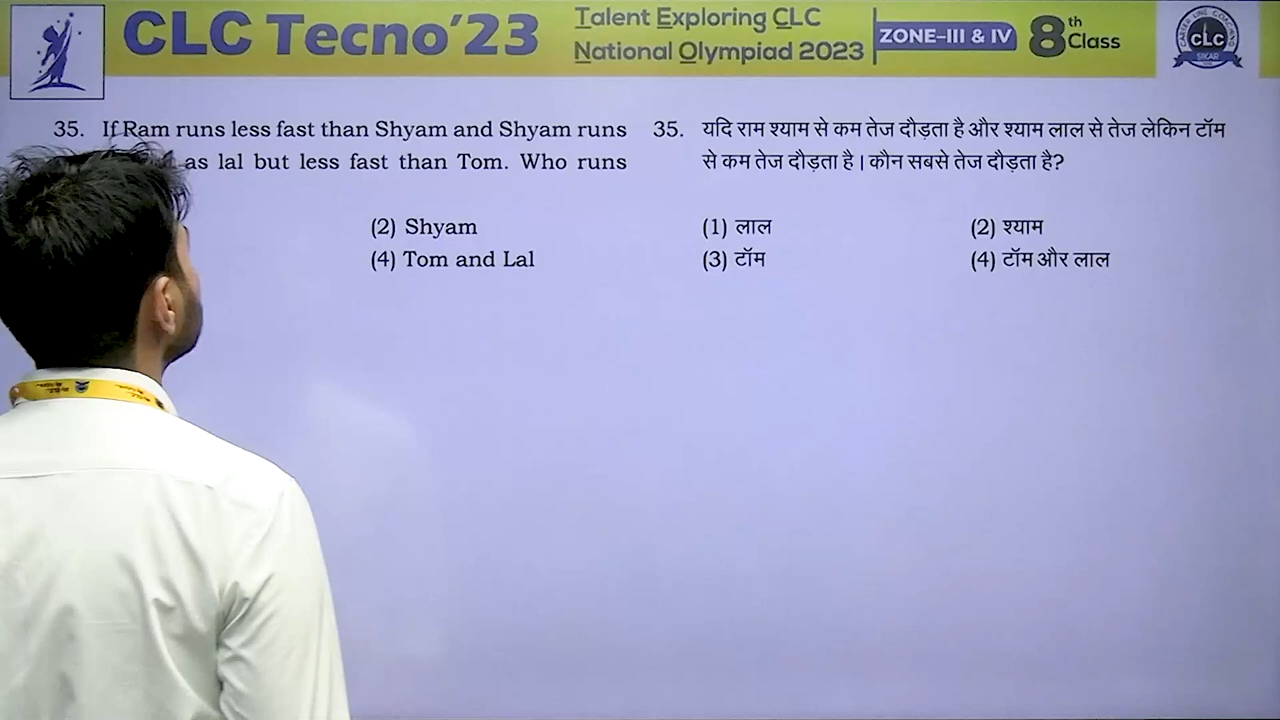 CLC Tecno'23
Talent Exploring CLC
National Olympiad 2023
ZONE-III & IV
8th Class
CLC
SIKAR
35. If Ram runs less fast than Shyam and Shyam runs
as lal but less fast than Tom. Who runs
(2) Shyam
(4) Tom and Lal
35. यदि राम श्याम से कम तेज दौड़ता है और श्याम लाल से तेज लेकिन टॉम
से कम तेज दौड़ता है। कौन सबसे तेज दौड़ता है?
(1) लाल (2) श्याम
(3) टॉम (4) टॉम और लाल